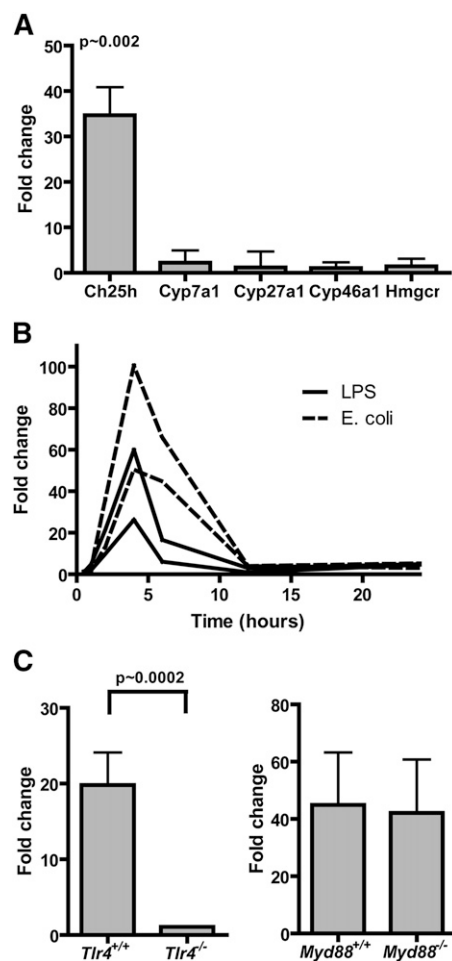 A
p~0.002
50
40
30
20
10
0
Fold change
Ch25h Cyp7a1 Cyp27a1 Cyp46a1 Hmgcr
B
100
80
60
40
20
0
Fold change
LPS
E. coli
0 5 10 15 20
Time (hours)
C
p~0.0002
30
20
10
0
Fold change
Tlr4+/+ Tlr4-/-
80
60
40
20
0
Fold change
Myd88+/+ Myd88-/-